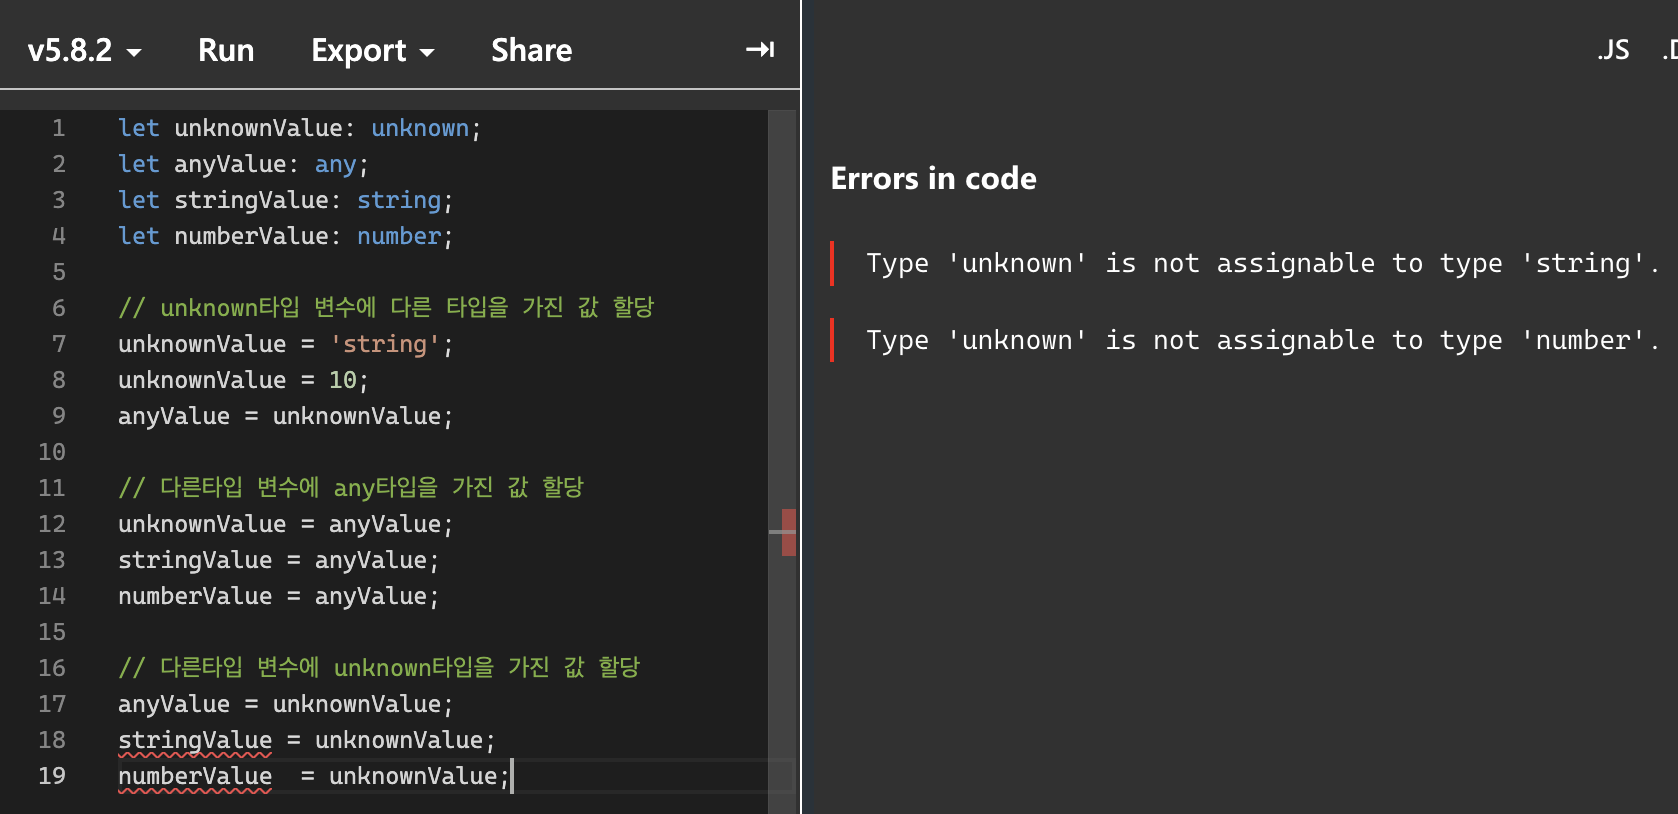 v5.8.2 Run Export Share
.JS
1 let unknownValue: unknown;
2 let anyValue: any;
3 let stringValue: string;
4 let numberValue: number;
5
6 // unknown타입 변수에 다른 타입을 가진 값 할당
7 unknownValue = 'string';
8 unknownValue = 10;
9 anyValue = unknownValue;
10
11 // 다른타입 변수에 any타입을 가진 값 할당
12 unknownValue = anyValue;
13 stringValue = anyValue;
14 numberValue = anyValue;
15
16 // 다른타입 변수에 unknown타입을 가진 값 할당
17 anyValue = unknownValue;
18 stringValue = unknownValue;
19 numberValue  = unknownValue;
Errors in code
Type 'unknown' is not assignable to type 'string'.
Type 'unknown' is not assignable to type 'number'.